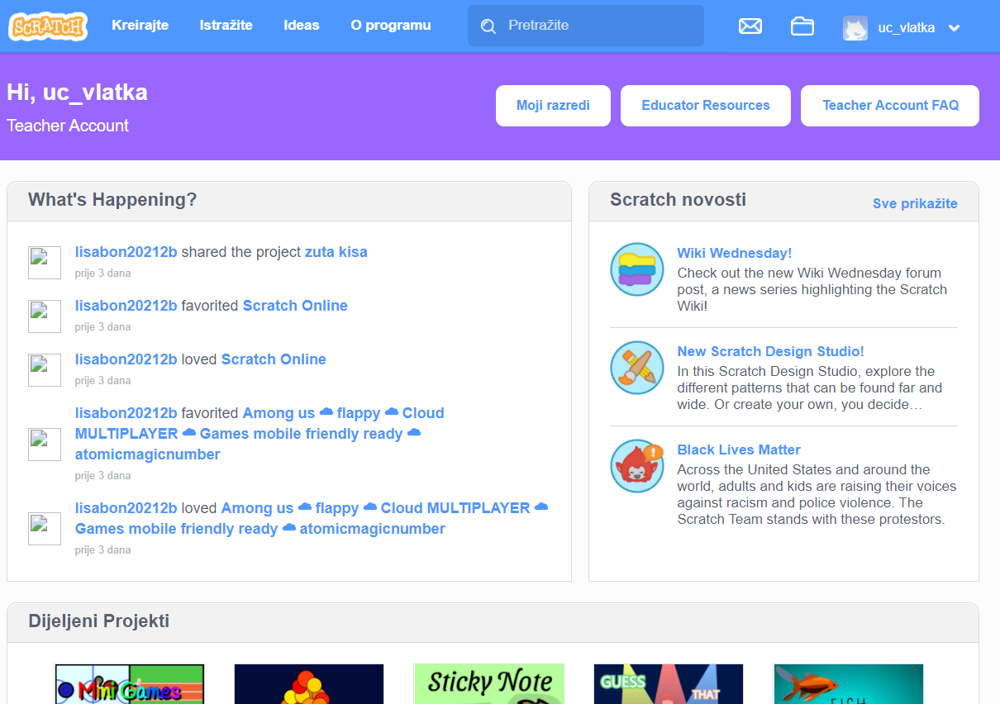 SCRATCH Kreirajte Istražite Ideas O programu Pretražite uc_vlatka
Hi, uc_vlatka
Teacher Account
Moji razredi Educator Resources Teacher Account FAQ
What's Happening?
lisabon20212b shared the project zuta kisa
prije 3 dana
lisabon20212b favorited Scratch Online
prije 3 dana
lisabon20212b loved Scratch Online
prije 3 dana
lisabon20212b favorited Among us ☁ flappy ☁ Cloud
MULTIPLAYER ☁ Games mobile friendly ready ☁
atomicmagicnumber
prije 3 dana
lisabon20212b loved Among us ☁ flappy ☁ Cloud MULTIPLAYER ☁
Games mobile friendly ready ☁ atomicmagicnumber
prije 3 dana
Scratch novosti
Sve prikažite
Wiki Wednesday!
Check out the new Wiki Wednesday forum
post, a news series highlighting the Scratch
Wiki!
New Scratch Design Studio!
In this Scratch Design Studio, explore the
different patterns that can be found far and
wide. Or create your own, you decide…
Black Lives Matter
Across the United States and around the
world, adults and kids are raising their voices
against racism and police violence. The
Scratch Team stands with these protestors.
Dijeljeni Projekti
Mini Games
Sticky Note
GUESS
THAT
FISH